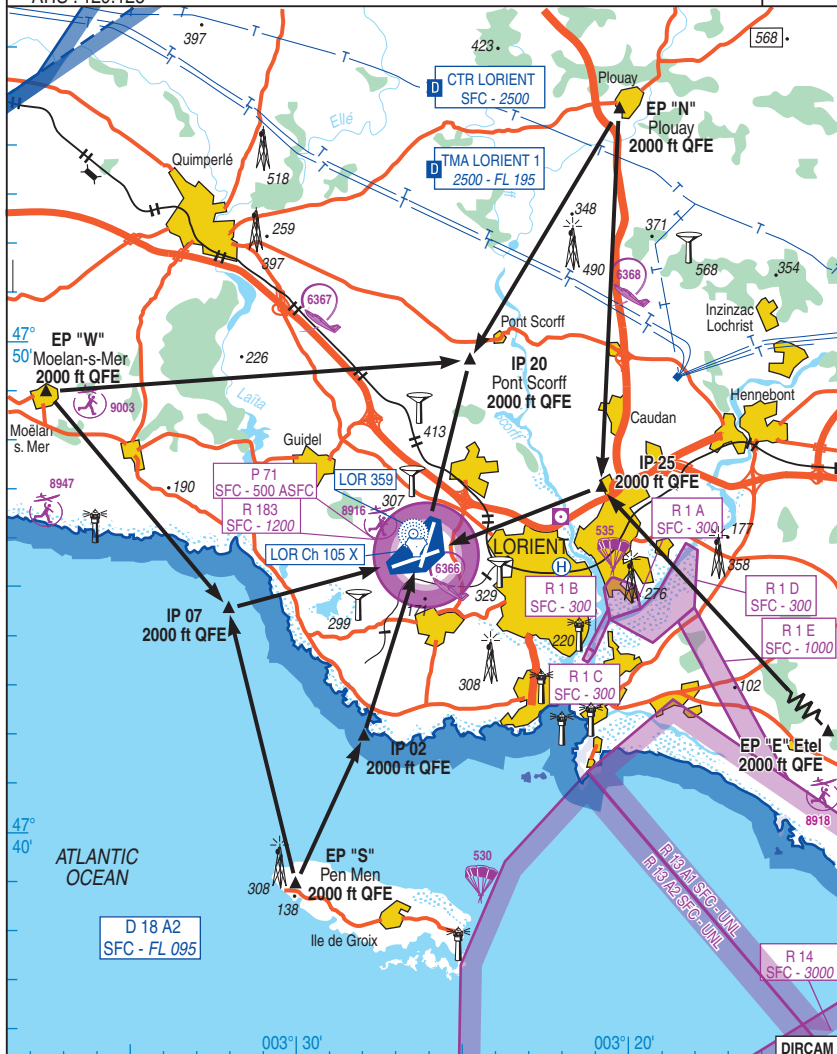 397
423
568
CTR LORIENT
SFC - 2500
D
Plouay
EP "N"
Plouay
2000 ft QFE
Ellé
Quimperlé
518
TMA LORIENT 1
2500 - FL 195
D
348
371
259
397
490
568
354
6367
6368
Inzinzac
Lochrist
47°
50'
EP "W"
Moelan-s-Mer
2000 ft QFE
Pont Scorff
226
IP 20
Pont Scorff
2000 ft QFE
9003
Laïta
Hennebont
Moëlan
s. Mer
413
Scorff
Caudan
Guidel
8947
190
P 71
SFC - 500 ASFC
LOR 359
R 183
SFC - 1200
307
8916
IP 25
2000 ft QFE
R 1 A
SFC - 300
177
535
358
LOR Ch 105 X
6366
LORIENT
H
R 1 B
SFC - 300
276
R 1 D
SFC - 300
IP 07
2000 ft QFE
299
171
329
R 1 E
SFC - 1000
220
308
R 1 C
SFC - 300
102
IP 02
2000 ft QFE
EP "E" Etel
2000 ft QFE
8918
47°
40'
ATLANTIC
OCEAN
EP "S"
Pen Men
2000 ft QFE
308
138
530
Ile de Groix
D 18 A2
SFC - FL 095
R 13 A1 SFC - UNL
R 13 A2 SFC - UNL
R 14
SFC - 3000
003° 30'
003° 20'
DIRCAM